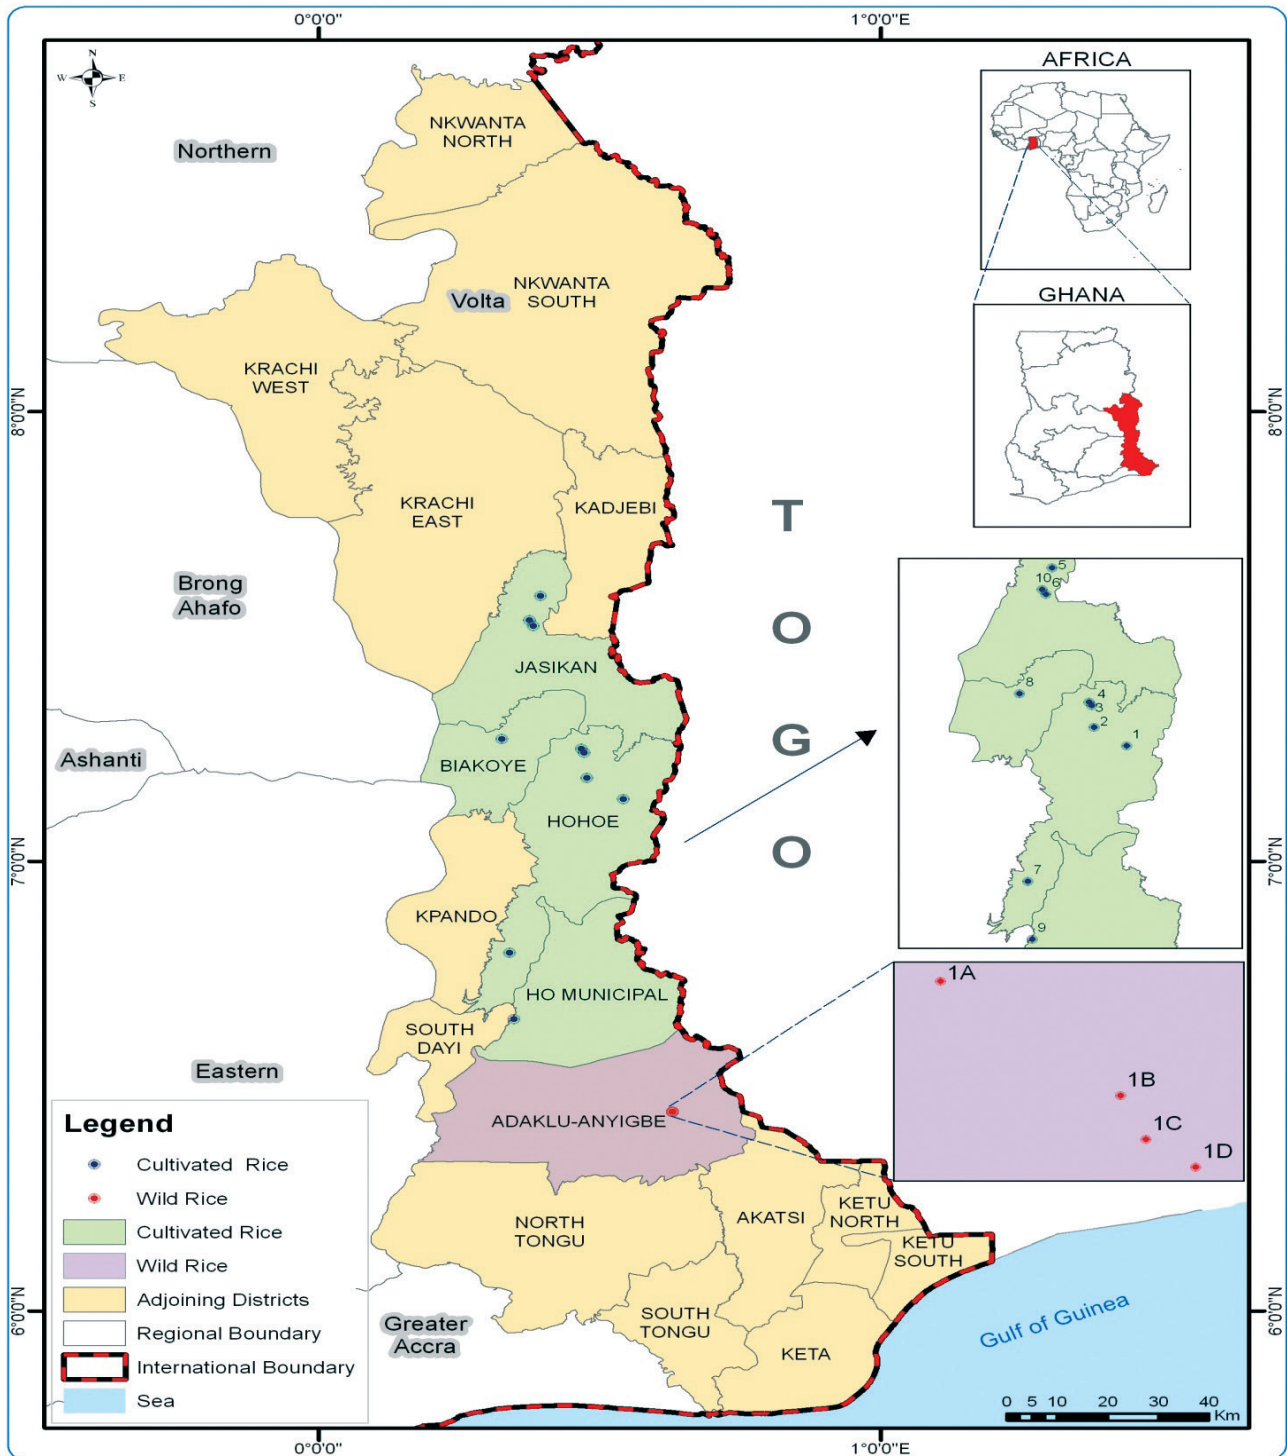 0°0'0"
1°0'0"E
N
W
E
S
AFRICA
NKWANTA
NORTH
Northern
NKWANTA
SOUTH
Volta
GHANA
KRACHI
WEST
8°0'0"N
8°0'0"N
KRACHI
EAST
KADJEBI
T
O
G
O
Brong
Ahafo
5
10
6
JASIKAN
8
4
3
2
1
Ashanti
BIAKOYE
HOHOE
7°0'0"N
7°0'0"N
7
KPANDO
9
1A
HO MUNICIPAL
SOUTH
DAYI
Eastern
1B
ADAKLU-ANYIGBE
1C
1D
Legend
Cultivated Rice
Wild Rice
Cultivated Rice
Wild Rice
Adjoining Districts
Regional Boundary
International Boundary
Sea
NORTH
TONGU
AKATSI
KETU
NORTH
KETU
SOUTH
6°0'0"N
6°0'0"N
Greater
Accra
SOUTH
TONGU
KETA
Gulf of Guinea
0 5 10 20 30 40
Km
0°0'0"
1°0'0"E